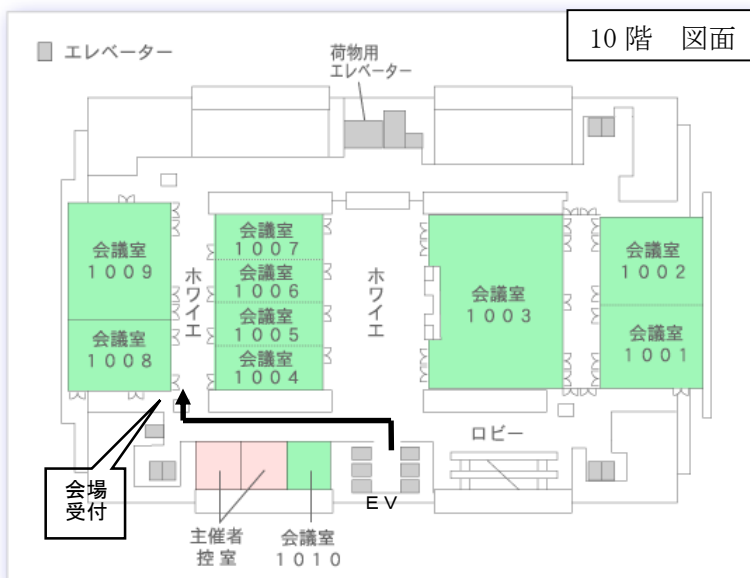 10 階　図面
エレベーター
荷物用
エレベーター
会議室
１００９
会議室
１００８
ホワイエ
会議室
１００７
会議室
１００６
会議室
１００５
会議室
１００４
ホワイエ
会議室
１００３
会議室
１００２
会議室
１００１
ロビー
会場
受付
ＥＶ
主催者
控室
会議室
１０１０